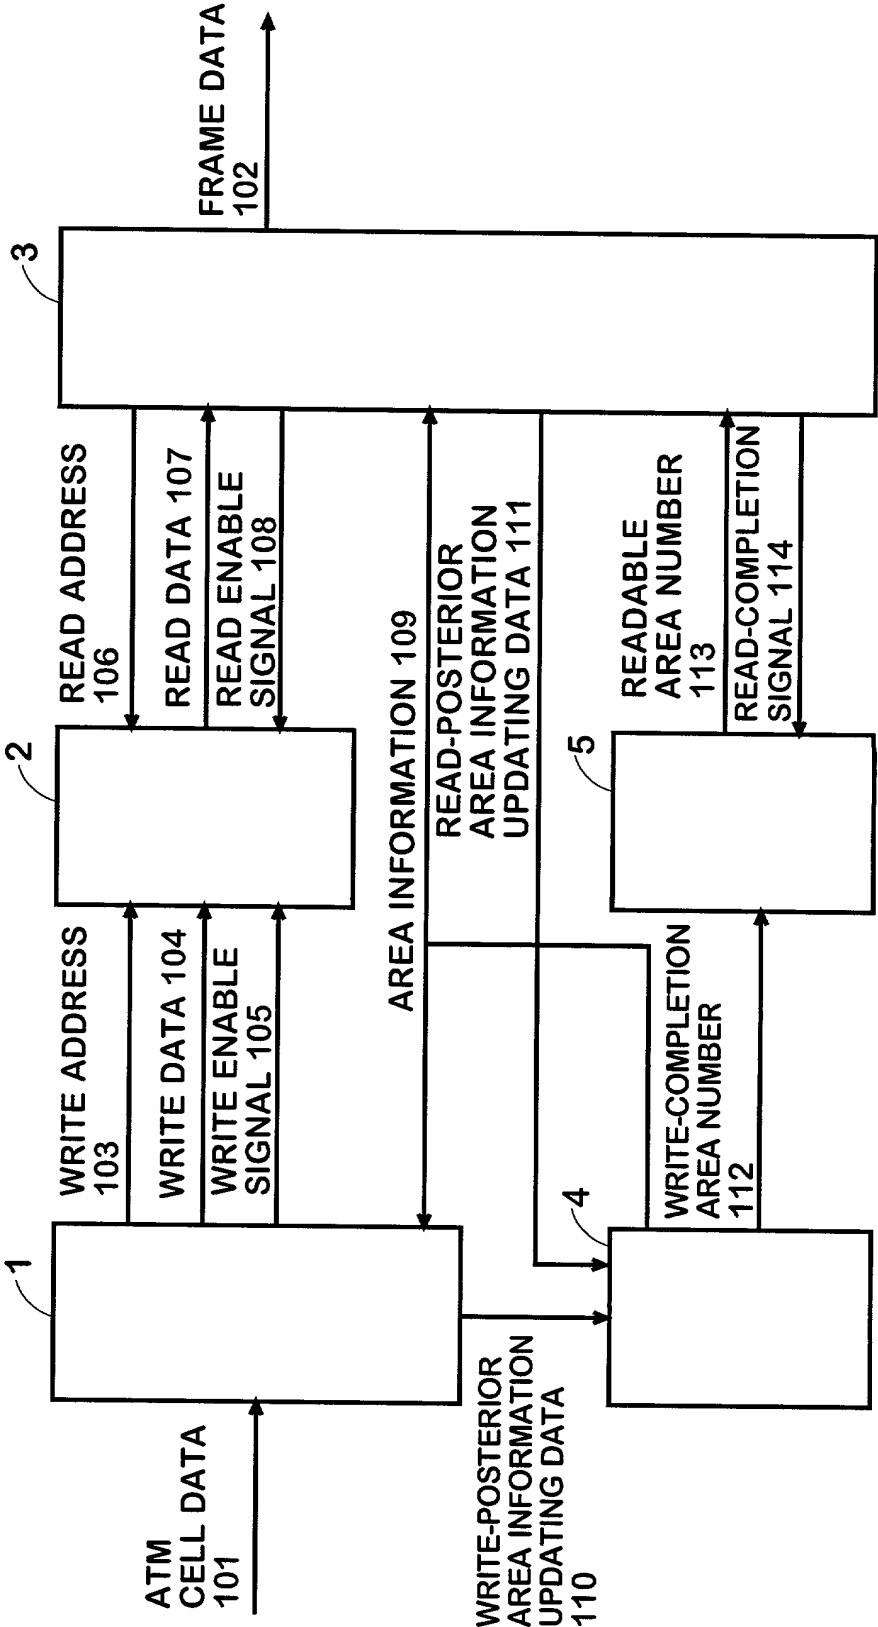 ATM
CELL DATA
101
1
WRITE ADDRESS
103
WRITE DATA 104
WRITE ENABLE
SIGNAL 105
2
READ ADDRESS
106
READ DATA 107
READ ENABLE
SIGNAL 108
3
FRAME DATA
102
AREA INFORMATION 109
READ-POSTERIOR
AREA INFORMATION
UPDATING DATA 111
WRITE-POSTERIOR
AREA INFORMATION
UPDATING DATA
110
4
WRITE-COMPLETION
AREA NUMBER
112
5
READABLE
AREA NUMBER
113
READ-COMPLETION
SIGNAL 114